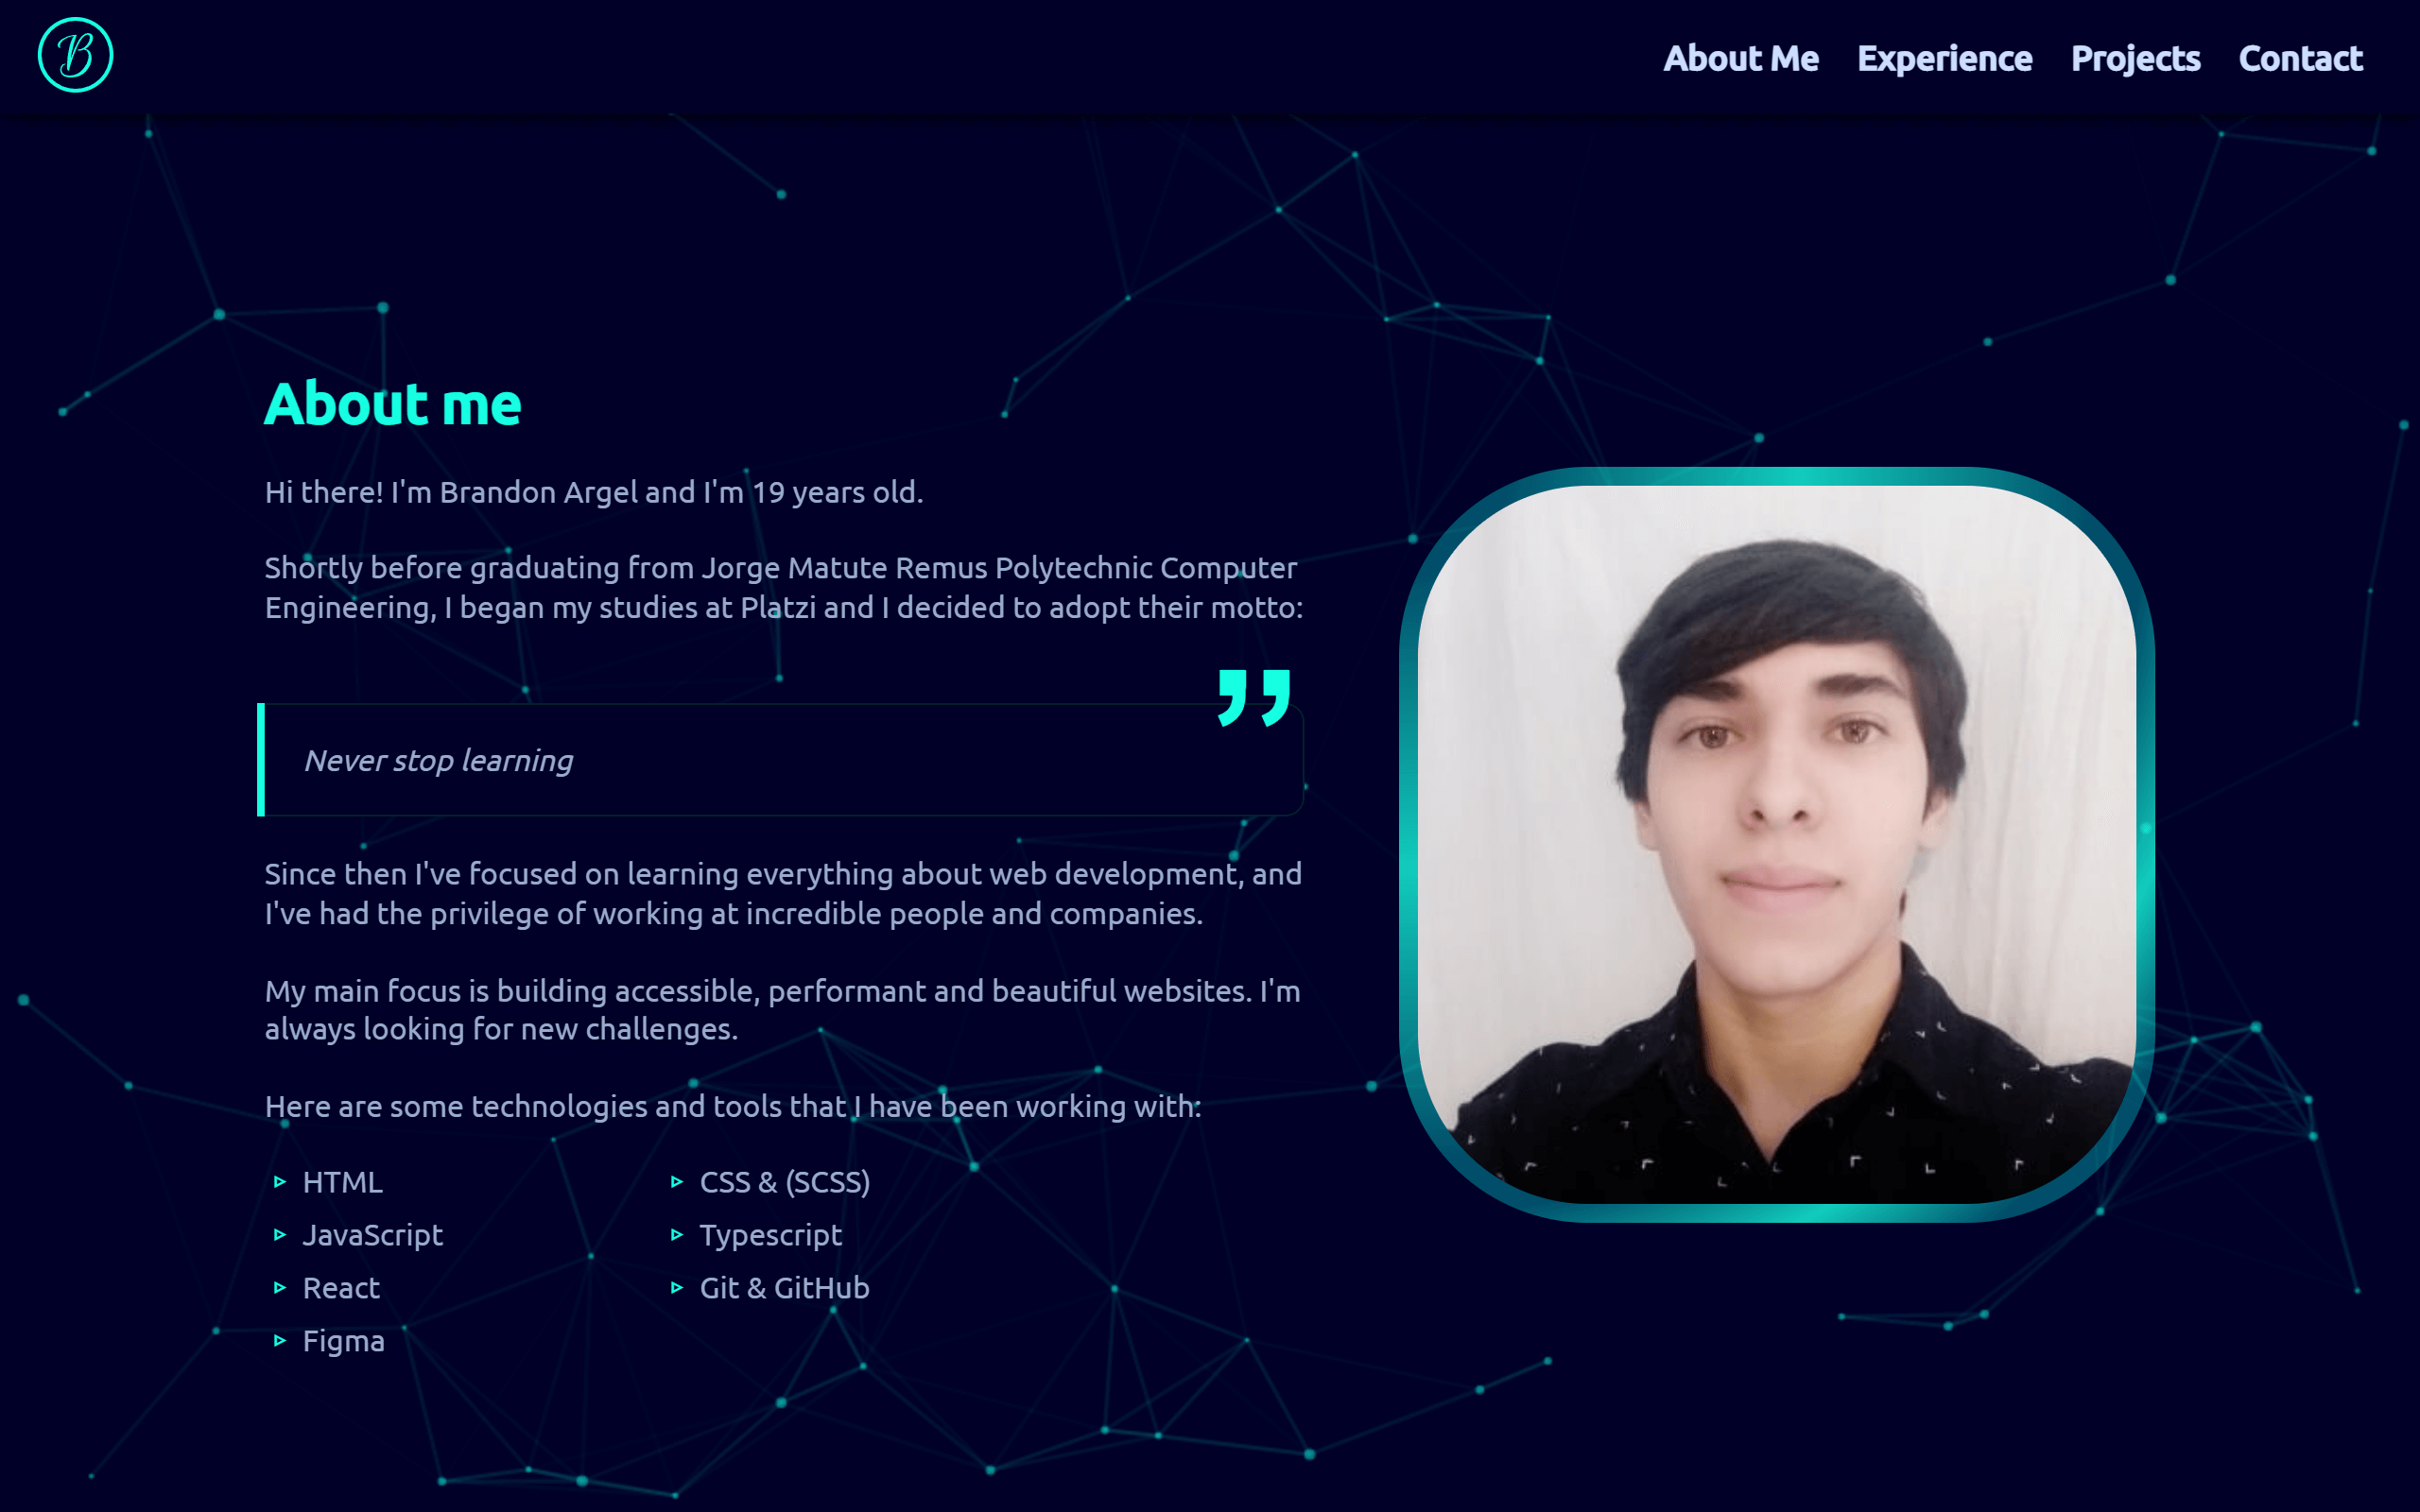 B
About Me Experience Projects Contact
About me
Hi there! I'm Brandon Argel and I'm 19 years old.
Shortly before graduating from Jorge Matute Remus Polytechnic Computer
Engineering, I began my studies at Platzi and I decided to adopt their motto:
”
Never stop learning
Since then I've focused on learning everything about web development, and
I've had the privilege of working at incredible people and companies.
My main focus is building accessible, performant and beautiful websites. I'm
always looking for new challenges.
Here are some technologies and tools that I have been working with:
HTML
CSS & (SCSS)
JavaScript
Typescript
React
Git & GitHub
Figma